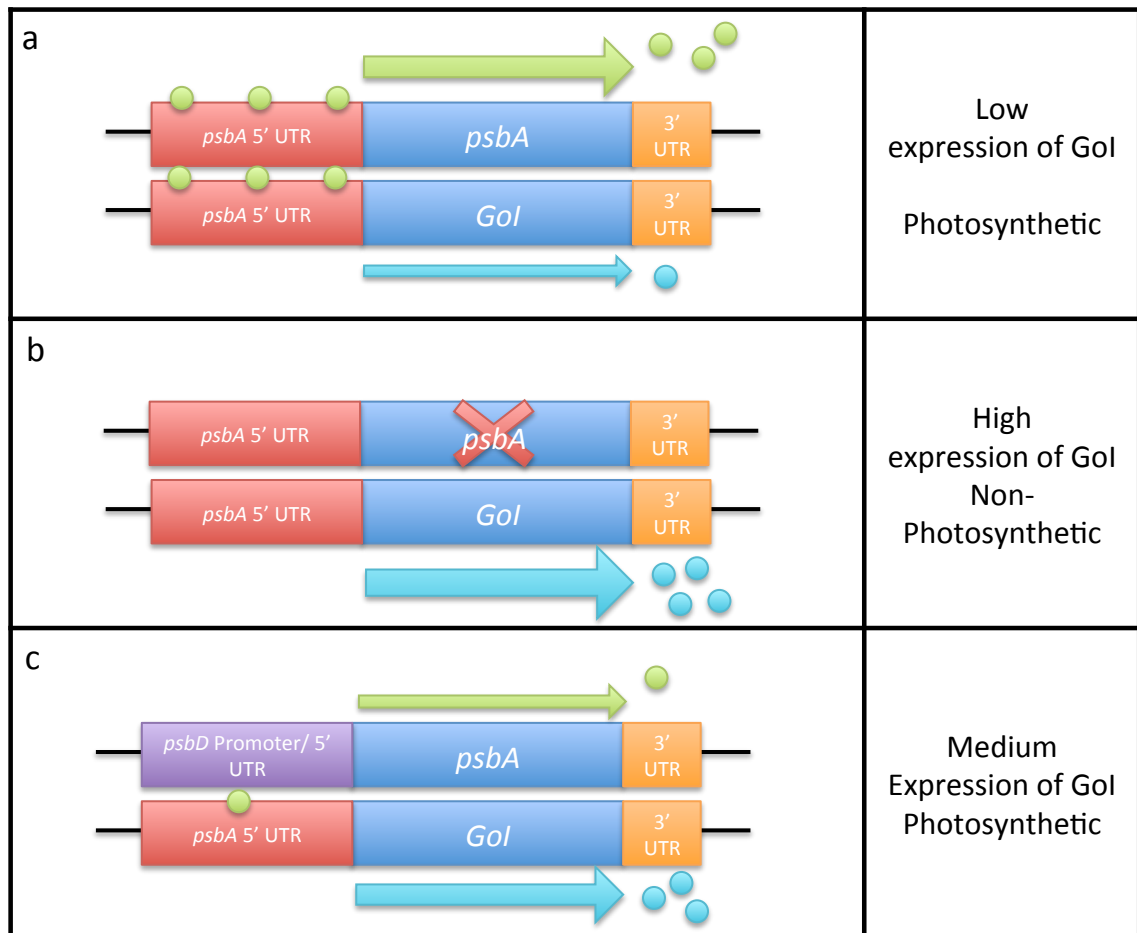 a
psbA 5' UTR
psbA
3'
UTR
psbA 5' UTR
GoI
3'
UTR
Low
expression of GoI
Photosynthetic
b
psbA 5' UTR
psbA
3'
UTR
psbA 5' UTR
GoI
3'
UTR
High
expression of GoI
Non-
Photosynthetic
c
psbD Promoter/ 5'
UTR
psbA
3'
UTR
psbA 5' UTR
GoI
3'
UTR
Medium
Expression of GoI
Photosynthetic